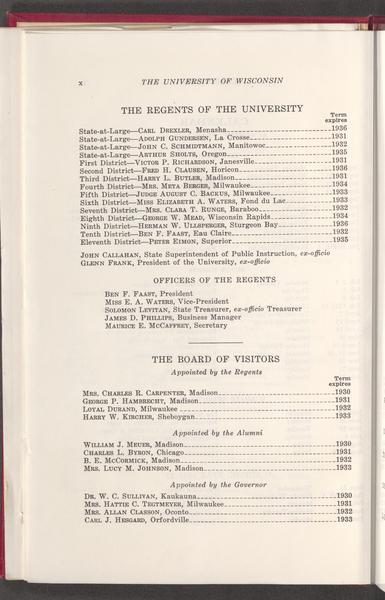 x THE UNIVERSITY OF WISCONSIN
THE REGENTS OF THE UNIVERSITY
Term
expires
State-at-Large—CARL DREXLER, Menasha 1936
State-at-Large—ADOLPH GUNDERSEN, La Crosse 1931
State-at-Large—JOHN C. SCHMIDTMANN, Manitowoc 1932
State-at-Large—ARTHUR SHOLTS, Oregon 1935
First District—VICTOR P. RICHARDSON, Janesville 1931
Second District—FRED H. CLAUSEN, Horicon 1936
Third District—HARRY L. BUTLER, Madison 1931
Fourth District—MRS. META BERGER, Milwaukee 1934
Fifth District—JUDGE AUGUST C. BACKUS, Milwaukee 1933
Sixth District—MISS ELIZABETH A. WATERS, Fond du Lac 1933
Seventh District—MRS. CLARA T. RUNGE, Baraboo 1932
Eighth District—GEORGE W. MEAD, Wisconsin Rapids 1934
Ninth District—HERMAN W. ULLSPERGER, Sturgeon Bay 1936
Tenth District—BEN F. FAAST, Eau Claire 1932
Eleventh District—PETER EIMON, Superior 1935
JOHN CALLAHAN, State Superintendent of Public Instruction, ex-officio
GLENN FRANK, President of the University, ex-officio
OFFICERS OF THE REGENTS
BEN F. FAAST, President
MISS E. A. WATERS, Vice-President
SOLOMON LEVITAN, State Treasurer, ex-officio Treasurer
JAMES D. PHILLIPS, Business Manager
MAURICE E. MCCAFFREY, Secretary
THE BOARD OF VISITORS
Appointed by the Regents
Term
expires
MRS. CHARLES R. CARPENTER, Madison 1930
GEORGE P. HAMBRECHT, Madison 1931
LOYAL DURAND, Milwaukee 1932
HARRY W. KIRCHER, Sheboygan 1933
Appointed by the Alumni
WILLIAM J. MEUER, Madison 1930
CHARLES L. BYRON, Chicago 1931
B. E. MCCORMICK, Madison 1932
MRS. LUCY M. JOHNSON, Madison 1933
Appointed by the Governor
DR. W. C. SULLIVAN, Kaukauna 1930
MRS. HATTIE C. TEGTMEYER, Milwaukee 1931
MRS. ALLAN CLASSON, Oconto 1932
CARL J. HESGARD, Orfordville 1933